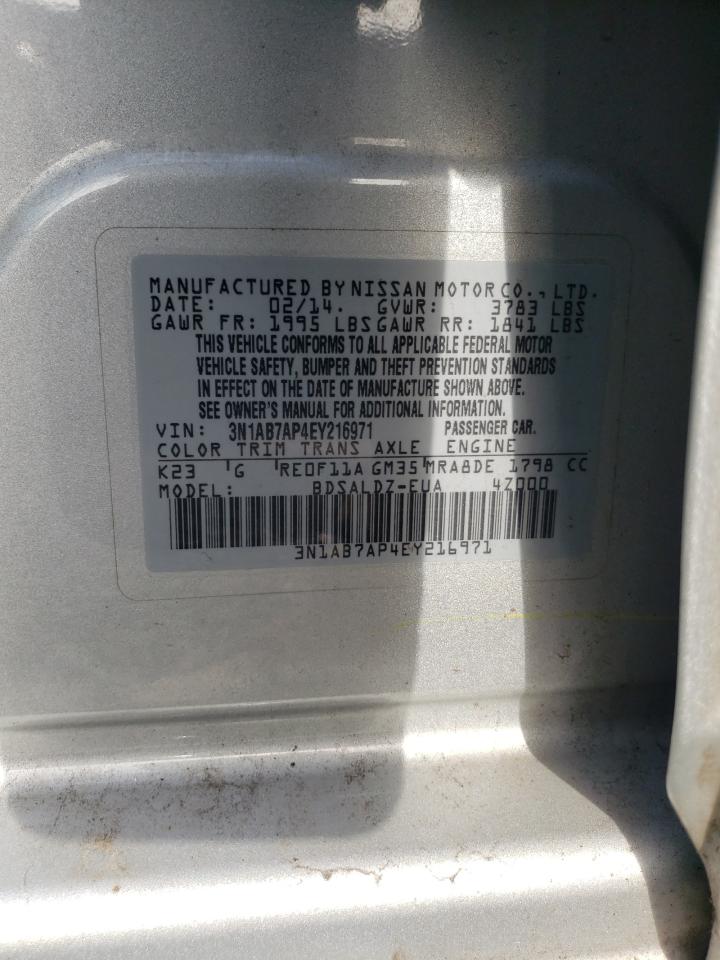 MANUFACTURED BY NISSAN MOTOR CO., LTD.
DATE: 02/14. GVWR: 3783 LBS
GAWR FR: 1995 LBS GAWR RR: 1841 LBS
THIS VEHICLE CONFORMS TO ALL APPLICABLE FEDERAL MOTOR
VEHICLE SAFETY, BUMPER AND THEFT PREVENTION STANDARDS
IN EFFECT ON THE DATE OF MANUFACTURE SHOWN ABOVE.
SEE OWNER'S MANUAL FOR ADDITIONAL INFORMATION.
VIN: 3N1AB7AP4EY216971 PASSENGER CAR.
COLOR TRIM TRANS AXLE ENGINE
K23 G RE0F11A GM35 MRA8DE 1798 CC
MODEL: BDSALDZ-EUA 4Z000
3N1AB7AP4EY216971